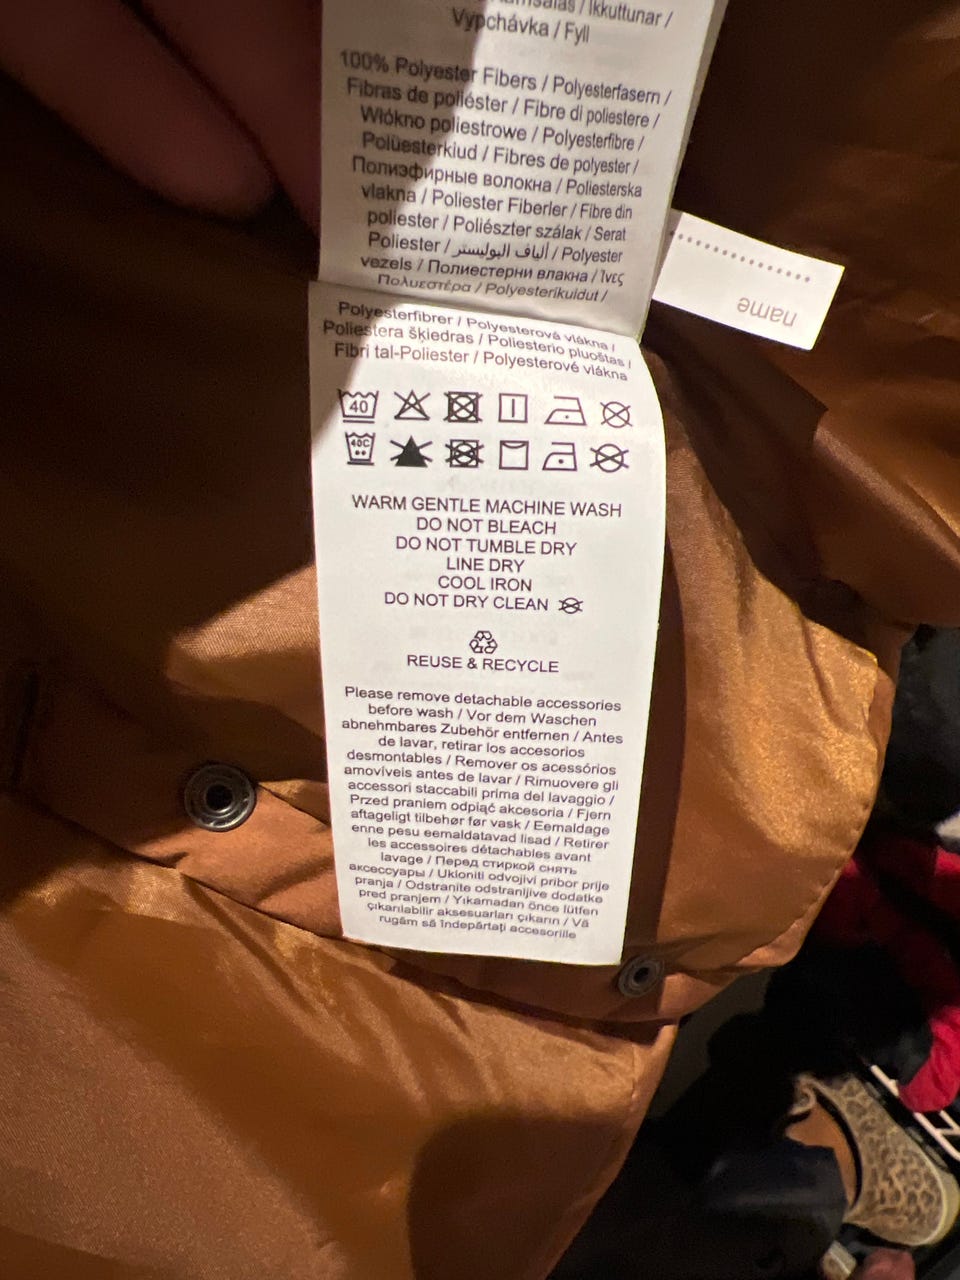 / Ikkuttunar /
Vypchávka / Fyll
100% Polyester Fibers / Polyesterfasern /
Fibras de poliéster / Fibre di poliestere /
Włókno poliestrowe / Polyesterfibre /
Polüesterkiud / Fibres de polyester /
Полиэфирные волокна / Poliesterska
vlakna / Poliester Fiberler / Fibre din
poliester / Poliészter szálak / Serat
Poliester / ألياف البوليستر / Polyester
vezels / Полиестерни влакна / Ίνες
Πολυεστέρα / Polyesterikuidut /
name
Polyesterfibrer / Polyesterová vlákna /
Poliestera šķiedras / Poliesterio pluoštas /
Fibri tal-Poliester / Polyesterové vlákna
40
40C
WARM GENTLE MACHINE WASH
DO NOT BLEACH
DO NOT TUMBLE DRY
LINE DRY
COOL IRON
DO NOT DRY CLEAN
REUSE & RECYCLE
Please remove detachable accessories
before wash / Vor dem Waschen
abnehmbares Zubehör entfernen / Antes
de lavar, retirar los accesorios
desmontables / Remover os acessórios
amovíveis antes de lavar / Rimuovere gli
accessori staccabili prima del lavaggio /
Przed praniem odpiąć akcesoria / Fjern
aftageligt tilbehør før vask / Eemaldage
enne pesu eemaldatavad lisad / Retirer
les accessoires détachables avant
lavage / Перед стиркой снять
аксессуары / Ukloniti odvojivi pribor prije
pranja / Odstranite odstranljive dodatke
pred pranjem / Yıkamadan önce lütfen
çıkarılabilir aksesuarları çıkarın / Vă
rugăm să îndepărtați accesoriile